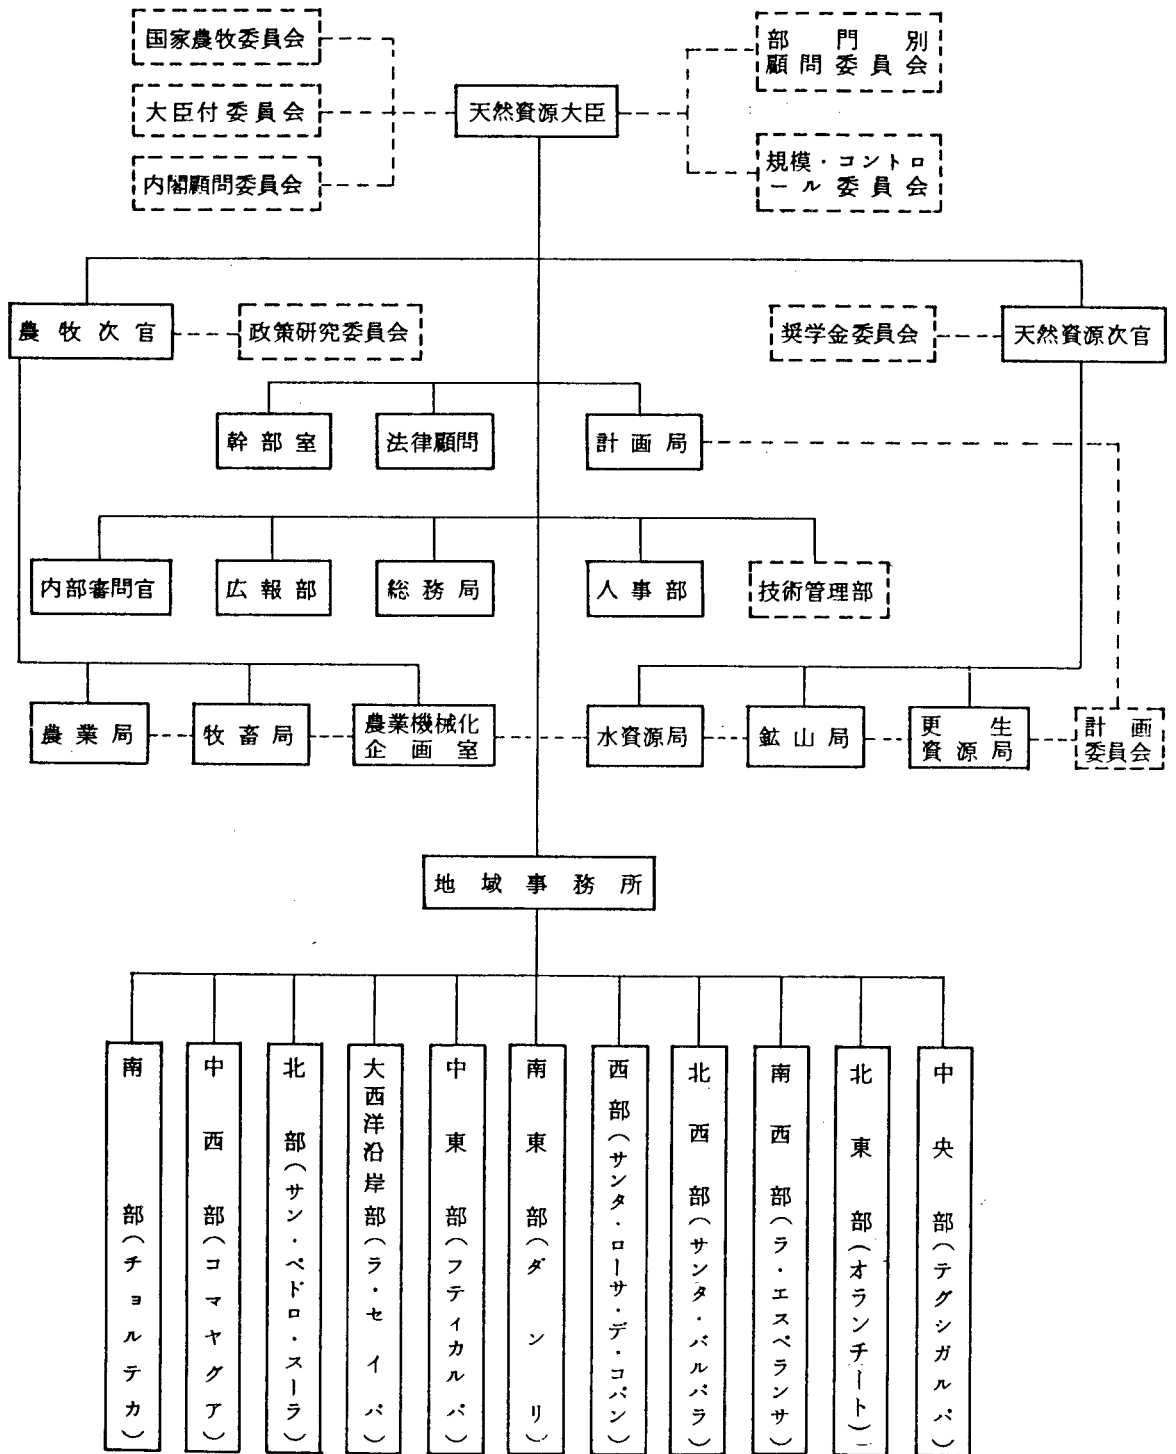 国家農牧委員会
部門別
顧問委員会
大臣付委員会
天然資源大臣
内閣顧問委員会
規模・コントロ
ール委員会
農牧次官
政策研究委員会
奨学金委員会
天然資源次官
幹部室
法律顧問
計画局
内部審問官
広報部
総務局
人事部
技術管理部
農業局
牧畜局
農業機械化
企画室
水資源局
鉱山局
更生
資源局
計画
委員会
地域事務所
南部(チョルテカ)
中西部(コマヤグア)
北部(サン・ペドロ・スーラ)
大西洋沿岸部(ラ・セイバ)
中東部(フティカルパ)
南東部(ダンリ)
西部(サンタ・ローサ・デ・コパン)
北西部(サンタ・バルバラ)
南西部(ラ・エスペランサ)
北東部(オランチート)
中央部(テグシガルパ)